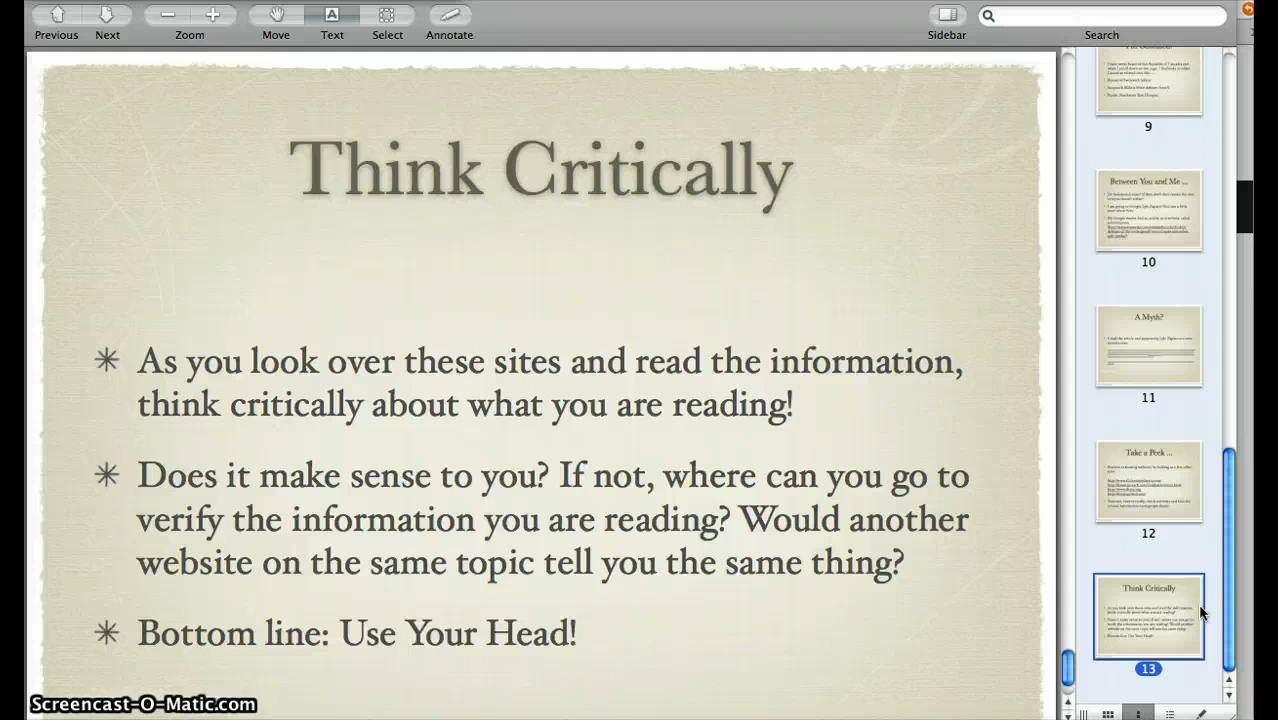 Previous
Next
Zoom
Move
Text
Select
Annotate
Sidebar
Search
Think Critically
As you look over these sites and read the information,
think critically about what you are reading!
Does it make sense to you? If not, where can you go to
verify the information you are reading? Would another
website on the same topic tell you the same thing?
Bottom line: Use Your Head!
9
Between You and Me ...
10
A Myth?
11
Take a Peek ...
12
Think Critically
13
Screencast-O-Matic.com